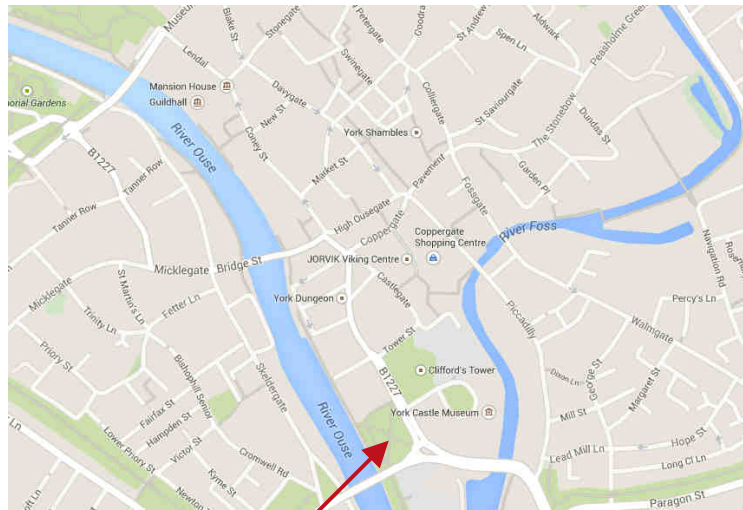 Museum
Blake St
Stonegate
Lendal
Petergate
Goodra
St Andrew
Spen Ln
Aldwark
Peasholme Green
Swinegate
Davygate
Colliergate
Mansion House
Guildhall
New St
Coney St
St Saviourgate
The Stonebow
Dundas St
orial Gardens
River Ouse
York Shambles
B1227
Market St
Pavement
Fossgate
Garden Pl
Tanner Row
Tanner Row
High Ousegate
Coppergate
Coppergate
Shopping Centre
River Foss
Navigation Rd
Rose
Micklegate
Bridge St
JORVIK Viking Centre
Castlegate
Micklegate
St Martin's Ln
Fetter Ln
York Dungeon
Piccadilly
Percy's Ln
Walmgate
Trinity Ln
Tower St
Priory St
Bishophill Senior
Skeldergate
B1227
Clifford's Tower
Dixon Ln
George St
Margaret St
Fairfax St
Hampden St
Victor St
Lower Priory St
Kyme St
Newton
Cromwell Rd
River Ouse
York Castle Museum
Mill St
Lead Mill Ln
Hope St
Long Cl Ln
Paragon St
Ln
oft Ln